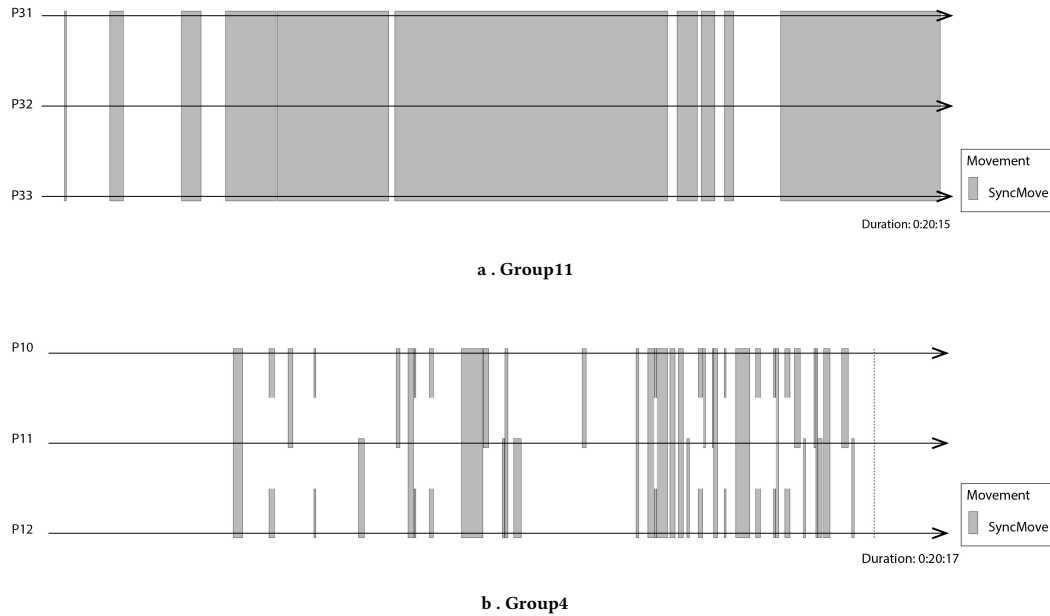 P31
P32
P33
Movement
SyncMove
Duration: 0:20:15
a . Group11
P10
P11
P12
Movement
SyncMove
Duration: 0:20:17
b . Group4